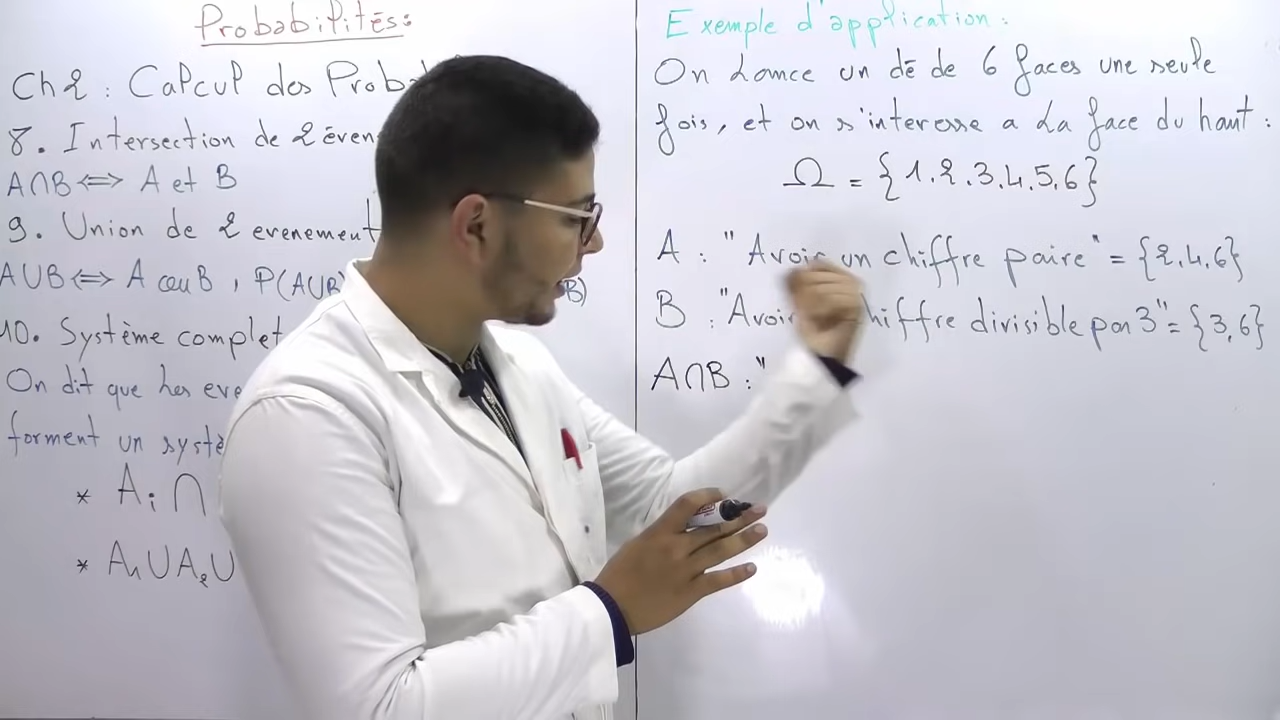 Probabilités:
Ch 2 : Calcul des Prob
8. Intersection de 2 éven
A∩B ⟺ A et B
9. Union de 2 evenement
A∪B ⟺ A ou B , P(A∪B) B)
10. Système complet
On dit que les eve
forment un systè
* Ai ∩
* A1∪A2∪
Exemple d'application :
On Lance un dé de 6 faces une seule
fois, et on s'interesse a La face du haut :
Ω = {1.2.3.4.5.6}
A : "Avoir un chiffre paire" = {2.4.6}
B : "Avoir chiffre divisible par 3" = {3,6}
A∩B : "